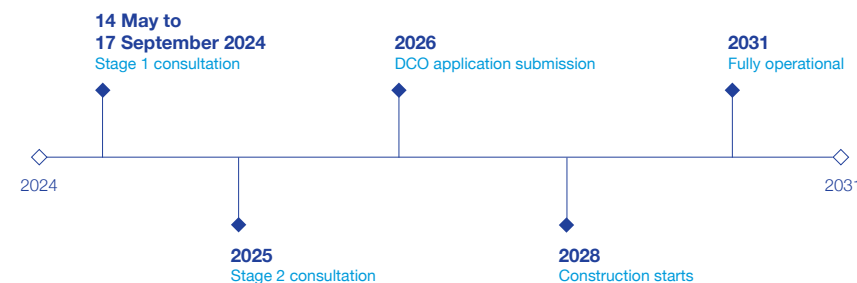 14 May to
17 September 2024
Stage 1 consultation
2026
DCO application submission
2031
Fully operational
2024
2031
2025
Stage 2 consultation
2028
Construction starts